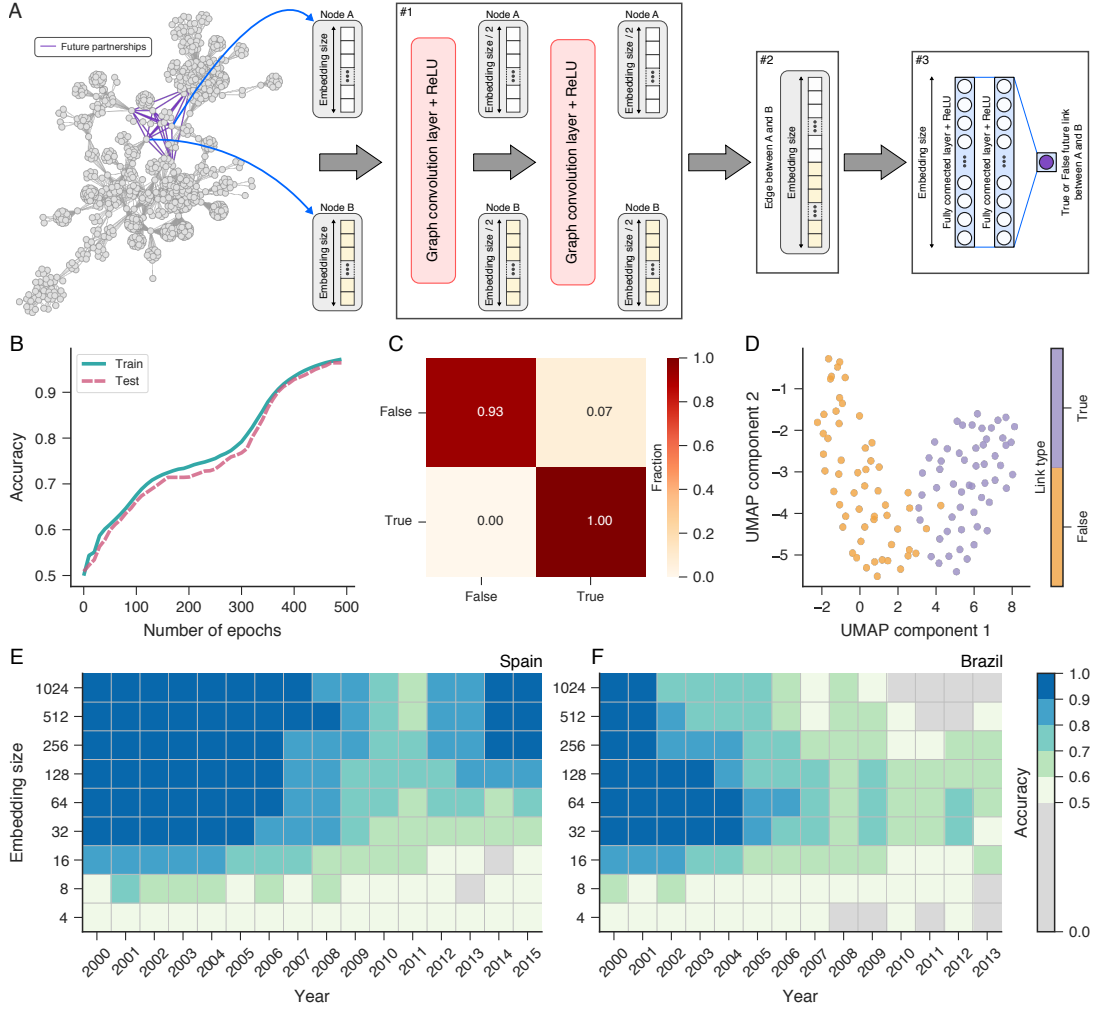 A
Future partnerships
Node A
Embedding size
Node B
Embedding size
#1
Graph convolution layer + ReLU
Node A
Embedding size / 2
Node B
Embedding size / 2
Graph convolution layer + ReLU
Node A
Embedding size / 2
Node B
Embedding size / 2
#2
Edge between A and B
Embedding size
#3
Embedding size
Fully connected layer + ReLU
Fully connected layer + ReLU
True or False future link
between A and B
B
Train
Test
Accuracy
0.9
0.8
0.7
0.6
0.5
0
100
200
300
400
500
Number of epochs
C
False
True
0.93
0.07
0.00
1.00
False
True
1.0
0.8
0.6
0.4
0.2
0.0
Fraction
D
UMAP component 2
−1
−2
−3
−4
−5
−2
0
2
4
6
8
UMAP component 1
Link type
True
False
E
Spain
Embedding size
1024
512
256
128
64
32
16
8
4
2000
2001
2002
2003
2004
2005
2006
2007
2008
2009
2010
2011
2012
2013
2014
2015
Year
F
Brazil
1024
512
256
128
64
32
16
8
4
2000
2001
2002
2003
2004
2005
2006
2007
2008
2009
2010
2011
2012
2013
Year
Accuracy
1.0
0.9
0.8
0.7
0.6
0.5
0.0